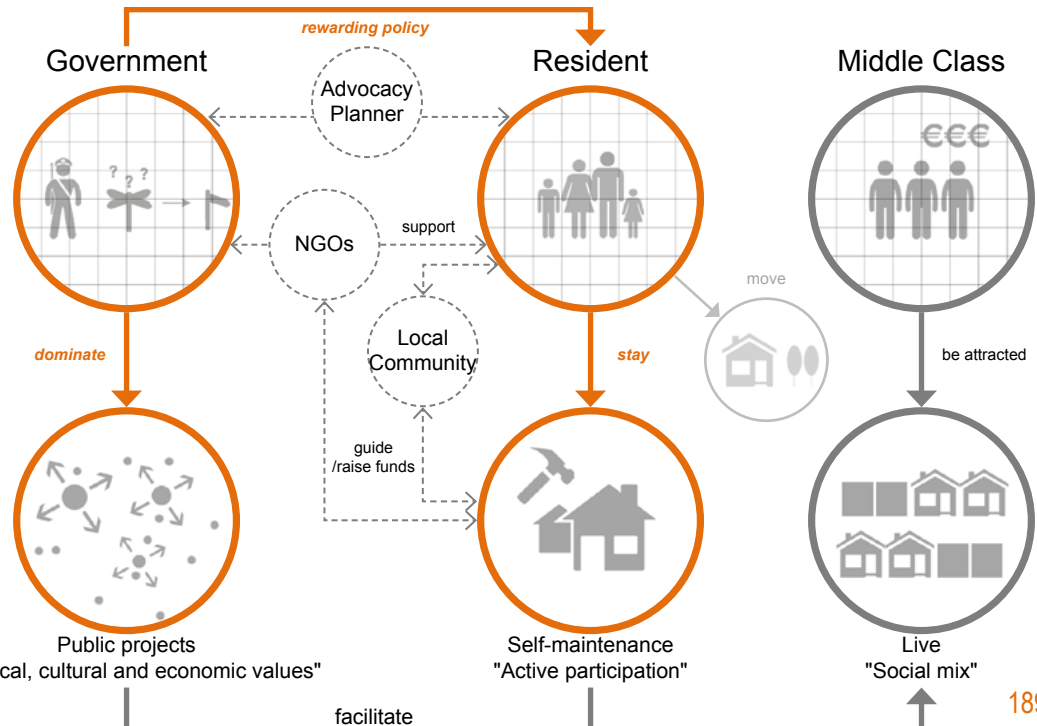 rewarding policy
Government
Resident
Middle Class
Advocacy
Planner
€€€
? ? ?
NGOs
support
move
Local
Community
dominate
stay
be attracted
guide
/raise funds
Public projects
cal, cultural and economic values"
Self-maintenance
"Active participation"
Live
"Social mix"
facilitate
189